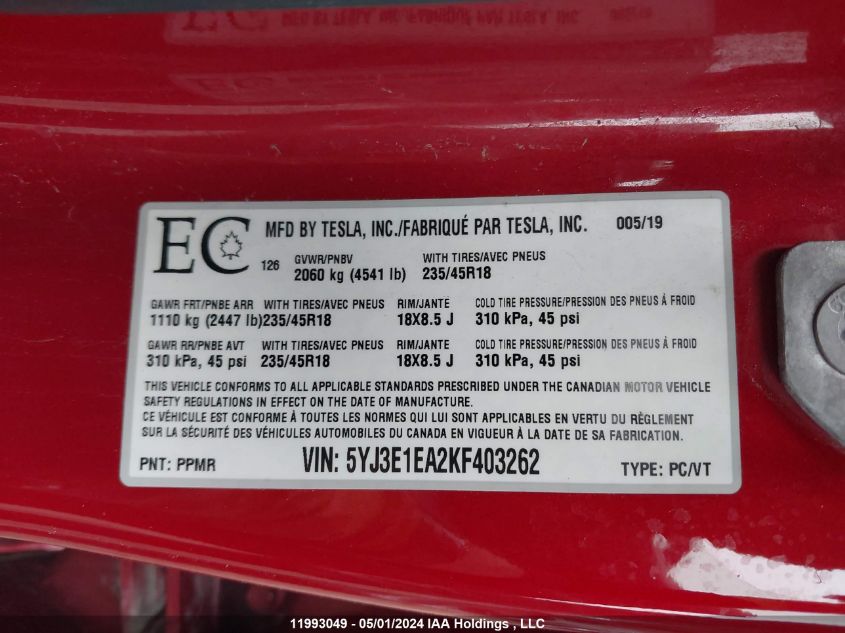 EC MFD BY TESLA, INC./FABRIQUÉ PAR TESLA, INC. 005/19
126 GVWR/PNBV WITH TIRES/AVEC PNEUS
2060 kg (4541 lb) 235/45R18
GAWR FRT/PNBE ARR WITH TIRES/AVEC PNEUS RIM/JANTE COLD TIRE PRESSURE/PRESSION DES PNEUS À FROID
1110 kg (2447 lb) 235/45R18 18X8.5 J 310 kPa, 45 psi
GAWR RR/PNBE AVT WITH TIRES/AVEC PNEUS RIM/JANTE COLD TIRE PRESSURE/PRESSION DES PNEUS À FROID
310 kPa, 45 psi 235/45R18 18X8.5 J 310 kPa, 45 psi
THIS VEHICLE CONFORMS TO ALL APPLICABLE STANDARDS PRESCRIBED UNDER THE CANADIAN MOTOR VEHICLE
SAFETY REGULATIONS IN EFFECT ON THE DATE OF MANUFACTURE.
CE VÉHICULE EST CONFORME À TOUTES LES NORMES QUI LUI SONT APPLICABLES EN VERTU DU RÈGLEMENT
SUR LA SÉCURITÉ DES VÉHICULES AUTOMOBILES DU CANADA EN VIGUEUR À LA DATE DE SA FABRICATION.
PNT: PPMR VIN: 5YJ3E1EA2KF403262 TYPE: PC/VT
11993049 - 05/01/2024 IAA Holdings , LLC